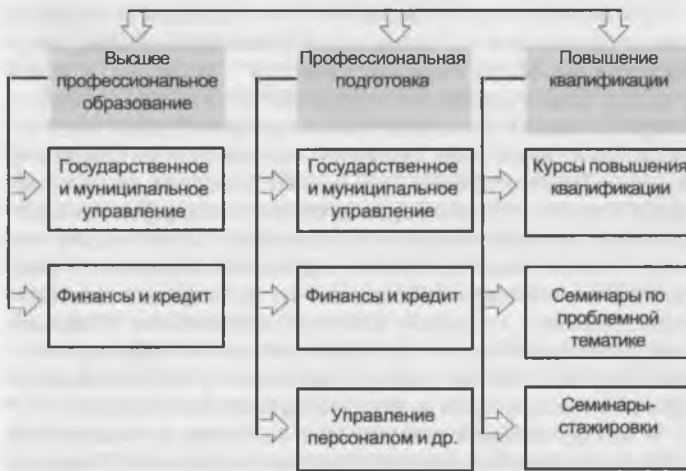 Высшее
профессиональное
образование
Профессиональная
подготовка
Повышение
квалификации
Государственное
и муниципальное
управление
Государственное
и муниципальное
управление
Курсы повышения
квалификации
Финансы и кредит
Финансы и кредит
Семинары по
проблемной
тематике
Управление
персоналом и др.
Семинары-
стажировки